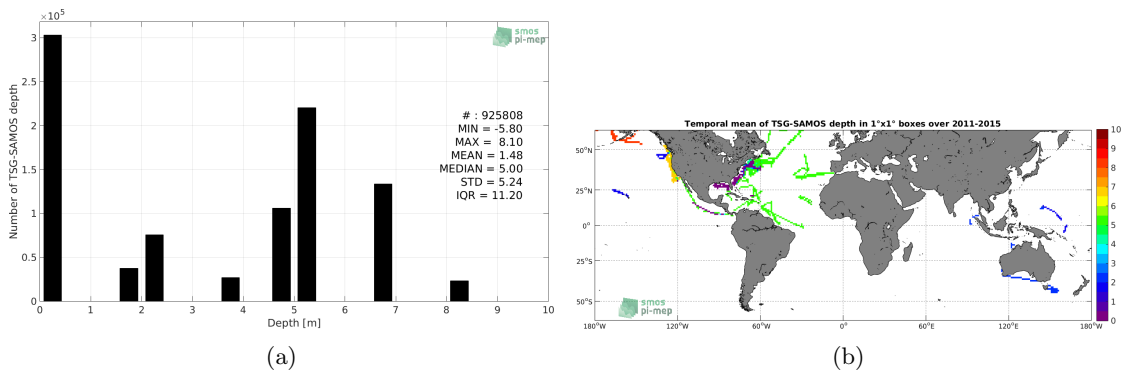 ×10⁵
3
2.5
2
1.5
1
0.5
0
Number of TSG-SAMOS depth
smos
pi-mep
# : 925808
MIN = -5.80
MAX = 8.10
MEAN = 1.48
MEDIAN = 5.00
STD = 5.24
IQR = 11.20
0 1 2 3 4 5 6 7 8 9 10
Depth [m]
(a)
Temporal mean of TSG-SAMOS depth in 1°x1° boxes over 2011-2015
50°N
25°N
0°
25°S
50°S
smos
pi-mep
180°W 120°W 60°W 0° 60°E 120°E 180°E
10
9
8
7
6
5
4
3
2
1
0
(b)